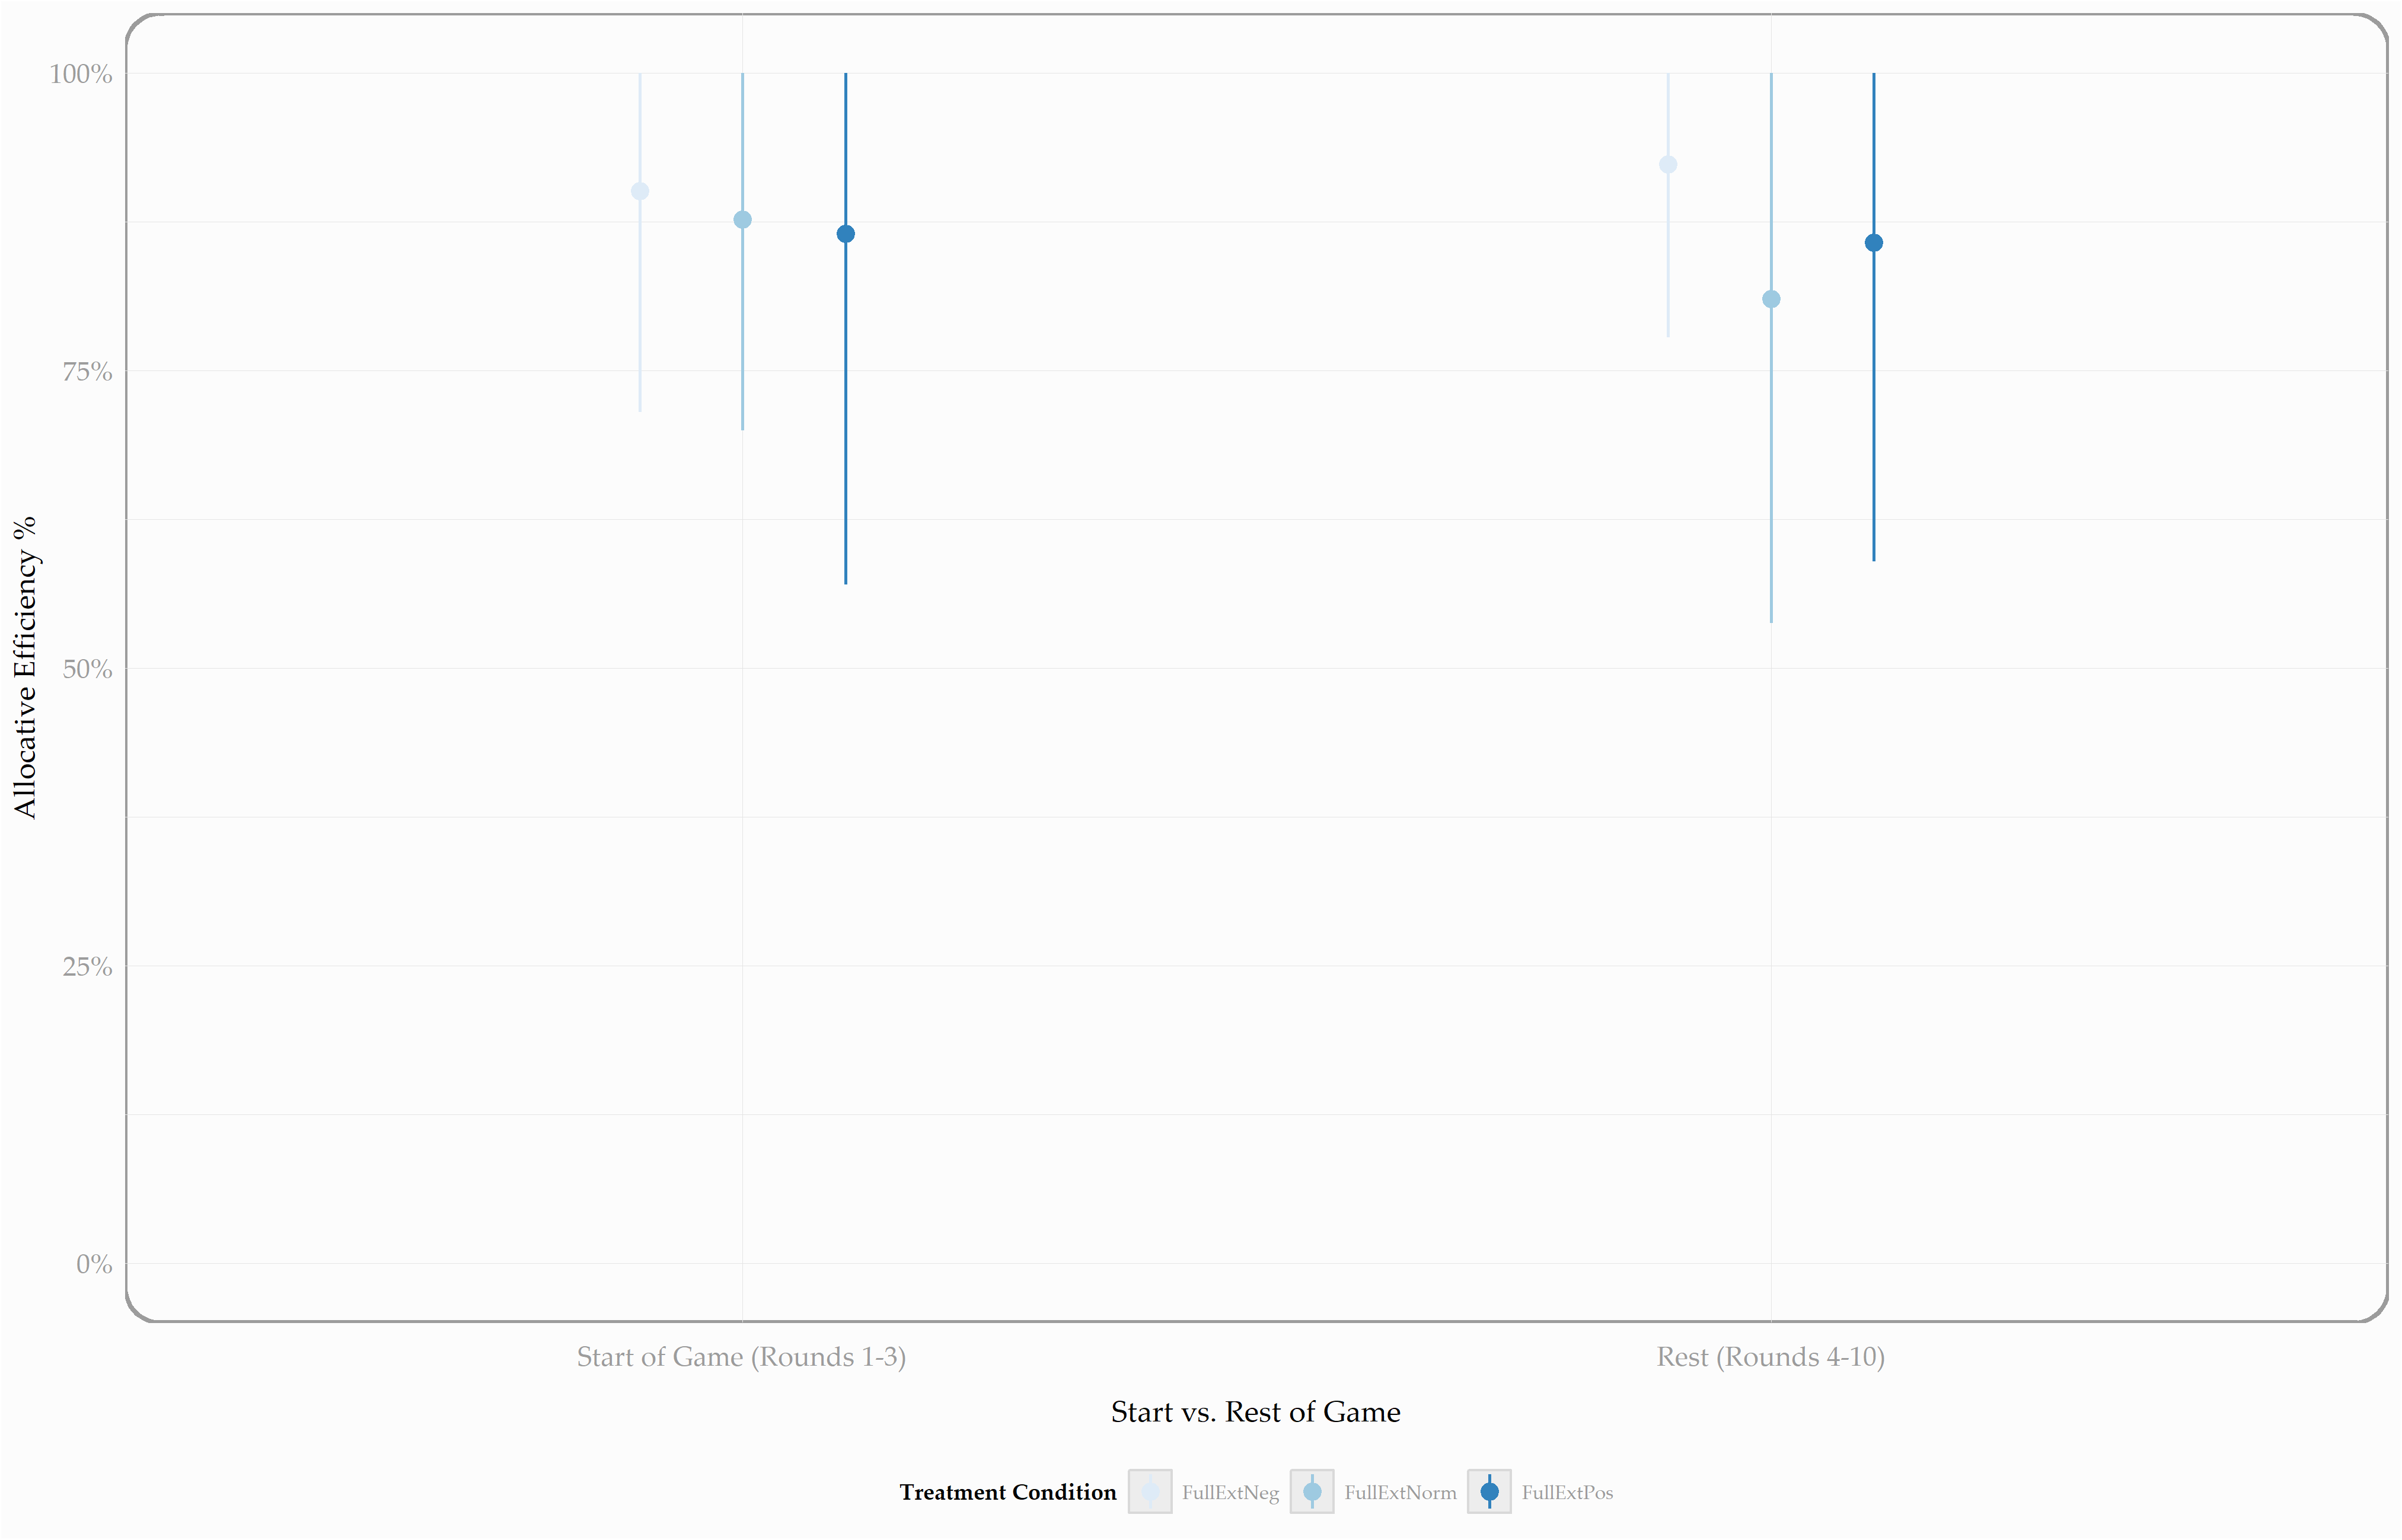 100%
75%
50%
25%
0%
Allocative Efficiency %
Start of Game (Rounds 1-3)
Rest (Rounds 4-10)
Start vs. Rest of Game
Treatment Condition FullExtNeg FullExtNorm FullExtPos